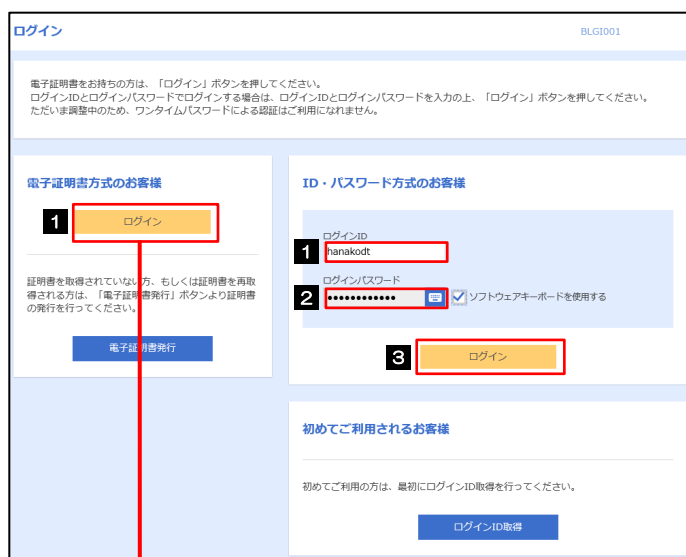 ログイン
BLGI001
電子証明書をお持ちの方は、「ログイン」ボタンを押してください。
ログインIDとログインパスワードでログインする場合は、ログインIDとログインパスワードを入力の上、「ログイン」ボタンを押してください。
ただいま調整中のため、ワンタイムパスワードによる認証はご利用になれません。
電子証明書方式のお客様
1
ログイン
証明書を取得されていない方、もしくは証明書を再取
得される方は、「電子証明書発行」ボタンより証明書
の発行を行ってください。
電子証明書発行
ID・パスワード方式のお客様
ログインID
1
hanakodt
ログインパスワード
2
••••••••••••
ソフトウェアキーボードを使用する
3
ログイン
初めてご利用されるお客様
初めてご利用の方は、最初にログインID取得を行ってください。
ログインID取得